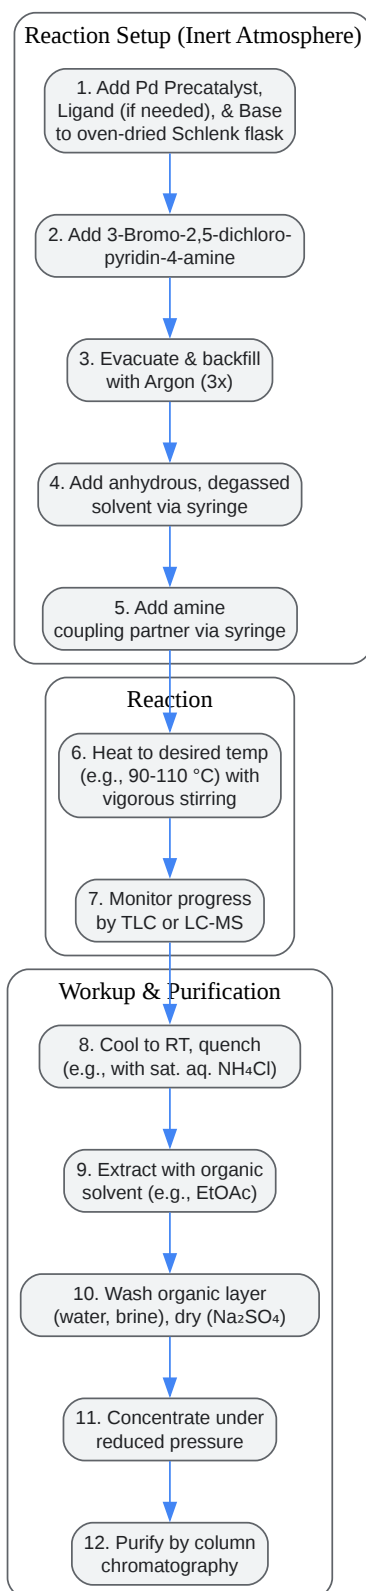 Reaction Setup (Inert Atmosphere)
1. Add Pd Precatalyst,
Ligand (if needed), & Base
to oven-dried Schlenk flask
2. Add 3-Bromo-2,5-dichloro-
pyridin-4-amine
3. Evacuate & backfill
with Argon (3x)
4. Add anhydrous, degassed
solvent via syringe
5. Add amine
coupling partner via syringe
Reaction
6. Heat to desired temp
(e.g., 90-110 °C) with
vigorous stirring
7. Monitor progress
by TLC or LC-MS
Workup & Purification
8. Cool to RT, quench
(e.g., with sat. aq. NH₄Cl)
9. Extract with organic
solvent (e.g., EtOAc)
10. Wash organic layer
(water, brine), dry (Na₂SO₄)
11. Concentrate under
reduced pressure
12. Purify by column
chromatography